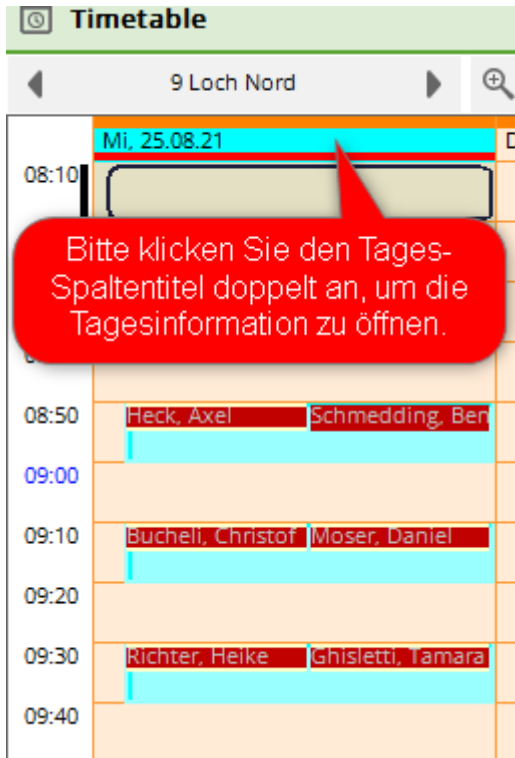 Timetable
9 Loch Nord
Mi, 25.08.21
08:10
Bitte klicken Sie den Tages-
Spaltentitel doppelt an, um die
Tagesinformation zu öffnen.
08:50
Heck, Axel
Schmedding, Ben
09:00
09:10
Bucheli, Christof
Moser, Daniel
09:20
09:30
Richter, Heike
Ghisletti, Tamara
09:40